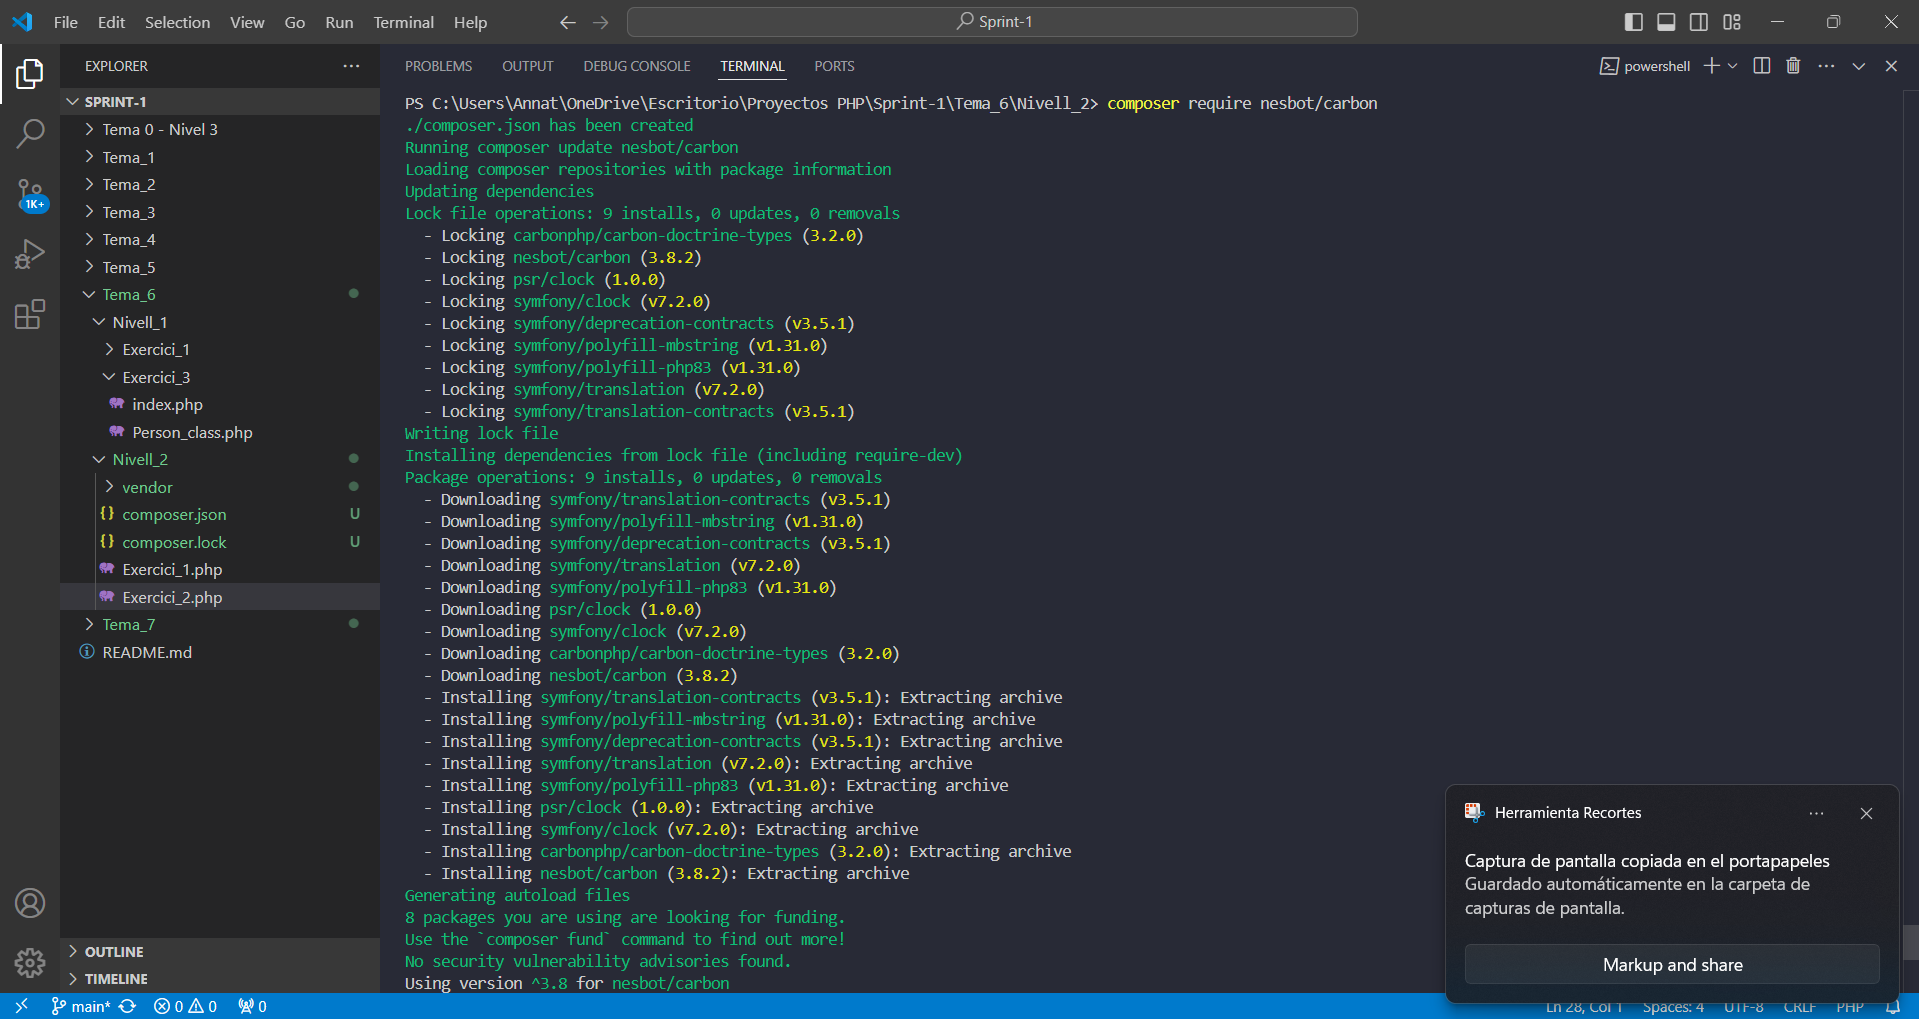 File Edit Selection View Go Run Terminal Help
Sprint-1
EXPLORER
SPRINT-1
Tema 0 - Nivel 3
Tema_1
Tema_2
Tema_3
Tema_4
Tema_5
Tema_6
Nivell_1
Exercici_1
Exercici_3
index.php
Person_class.php
Nivell_2
vendor
{} composer.json U
{} composer.lock U
Exercici_1.php
Exercici_2.php
Tema_7
README.md
OUTLINE
TIMELINE
1K+
PROBLEMS OUTPUT DEBUG CONSOLE TERMINAL PORTS
powershell
PS C:\Users\Annat\OneDrive\Escritorio\Proyectos PHP\Sprint-1\Tema_6\Nivell_2> composer require nesbot/carbon
./composer.json has been created
Running composer update nesbot/carbon
Loading composer repositories with package information
Updating dependencies
Lock file operations: 9 installs, 0 updates, 0 removals
- Locking carbonphp/carbon-doctrine-types (3.2.0)
- Locking nesbot/carbon (3.8.2)
- Locking psr/clock (1.0.0)
- Locking symfony/clock (v7.2.0)
- Locking symfony/deprecation-contracts (v3.5.1)
- Locking symfony/polyfill-mbstring (v1.31.0)
- Locking symfony/polyfill-php83 (v1.31.0)
- Locking symfony/translation (v7.2.0)
- Locking symfony/translation-contracts (v3.5.1)
Writing lock file
Installing dependencies from lock file (including require-dev)
Package operations: 9 installs, 0 updates, 0 removals
- Downloading symfony/translation-contracts (v3.5.1)
- Downloading symfony/polyfill-mbstring (v1.31.0)
- Downloading symfony/deprecation-contracts (v3.5.1)
- Downloading symfony/translation (v7.2.0)
- Downloading symfony/polyfill-php83 (v1.31.0)
- Downloading psr/clock (1.0.0)
- Downloading symfony/clock (v7.2.0)
- Downloading carbonphp/carbon-doctrine-types (3.2.0)
- Downloading nesbot/carbon (3.8.2)
- Installing symfony/translation-contracts (v3.5.1): Extracting archive
- Installing symfony/polyfill-mbstring (v1.31.0): Extracting archive
- Installing symfony/deprecation-contracts (v3.5.1): Extracting archive
- Installing symfony/translation (v7.2.0): Extracting archive
- Installing symfony/polyfill-php83 (v1.31.0): Extracting archive
- Installing psr/clock (1.0.0): Extracting archive
- Installing symfony/clock (v7.2.0): Extracting archive
- Installing carbonphp/carbon-doctrine-types (3.2.0): Extracting archive
- Installing nesbot/carbon (3.8.2): Extracting archive
Generating autoload files
8 packages you are using are looking for funding.
Use the `composer fund` command to find out more!
No security vulnerability advisories found.
Using version ^3.8 for nesbot/carbon
Herramienta Recortes
Captura de pantalla copiada en el portapapeles
Guardado automáticamente en la carpeta de
capturas de pantalla.
Markup and share
main* 0 0 0
Ln 28, Col 1 Spaces: 4 UTF-8 CRLF PHP